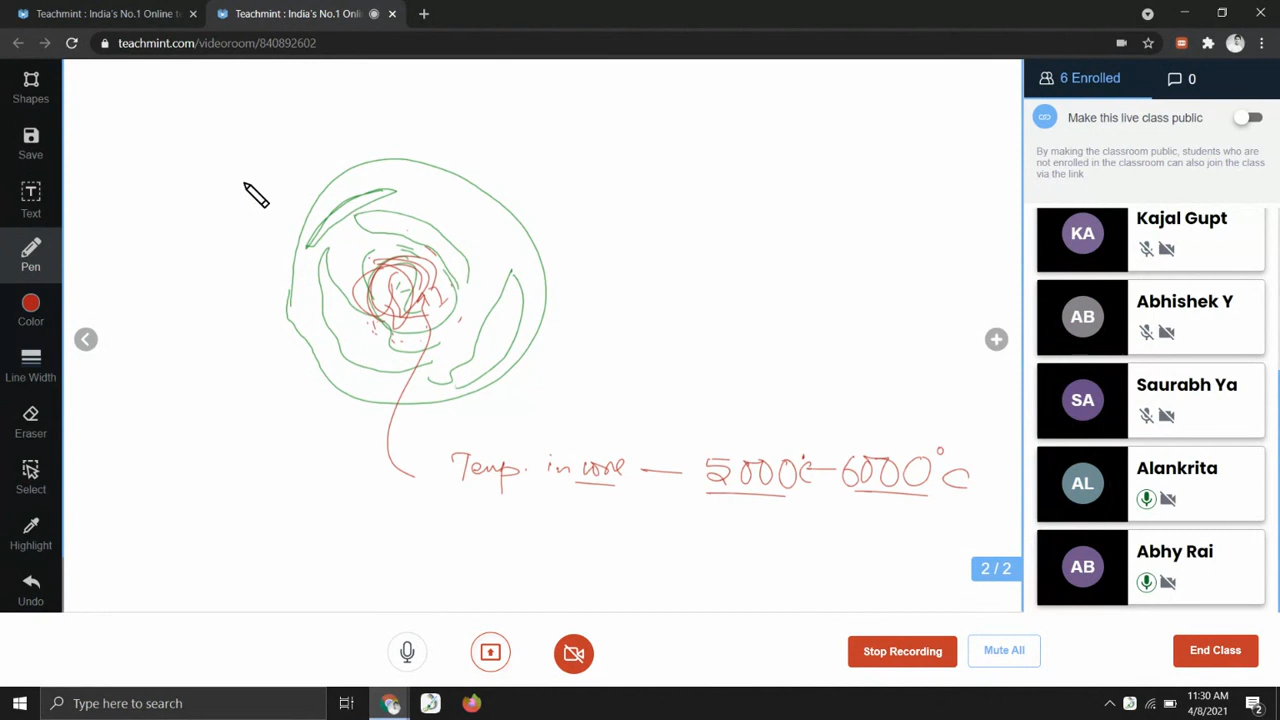 Teachmint : India's No.1 Online t
Teachmint : India's No.1 Onli
teachmint.com/videoroom/840892602
Shapes
Save
Text
Pen
Color
Line Width
Eraser
Select
Highlight
Undo
Temp. in core — 5000°C — 6000°C
2 / 2
6 Enrolled
0
Make this live class public
By making the classroom public, students who are
not enrolled in the classroom can also join the class
via the link
KA Kajal Gupt
AB Abhishek Y
SA Saurabh Ya
AL Alankrita
AB Abhy Rai
Stop Recording
Mute All
End Class
Type here to search
11:30 AM
4/8/2021
2